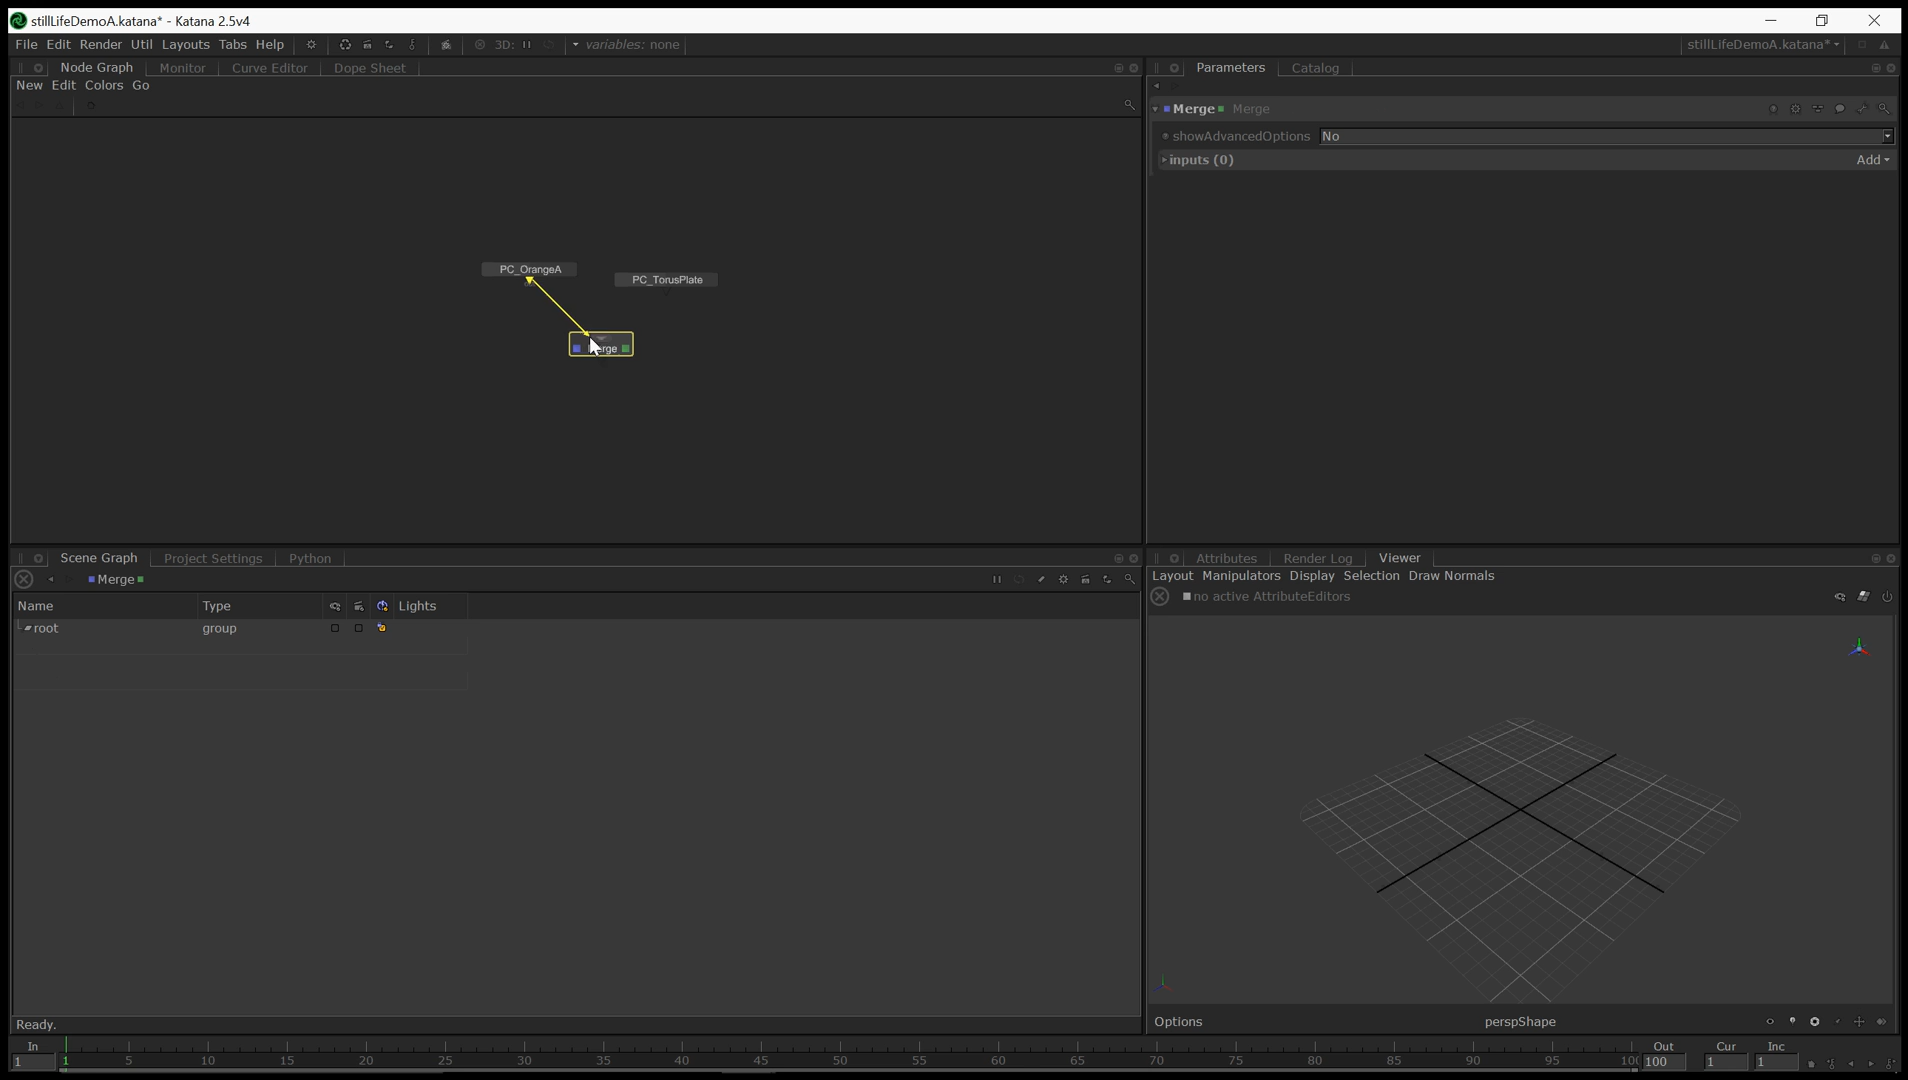 stillLifeDemoA.katana* - Katana 2.5v4
File Edit Render Util Layouts Tabs Help 3D: variables: none stillLifeDemoA.katana*
Node Graph Monitor Curve Editor Dope Sheet
New Edit Colors Go
PC_OrangeA
PC_TorusPlate
Parameters Catalog
Merge Merge
showAdvancedOptions No
inputs (0) Add
Scene Graph Project Settings Python
Merge
Name Type Lights
root group
Ready.
Attributes Render Log Viewer
Layout Manipulators Display Selection Draw Normals
no active AttributeEditors
Options perspShape
In Out Cur Inc
1 1 5 10 15 20 25 30 35 40 45 50 55 60 65 70 75 80 85 90 95 100 1 1